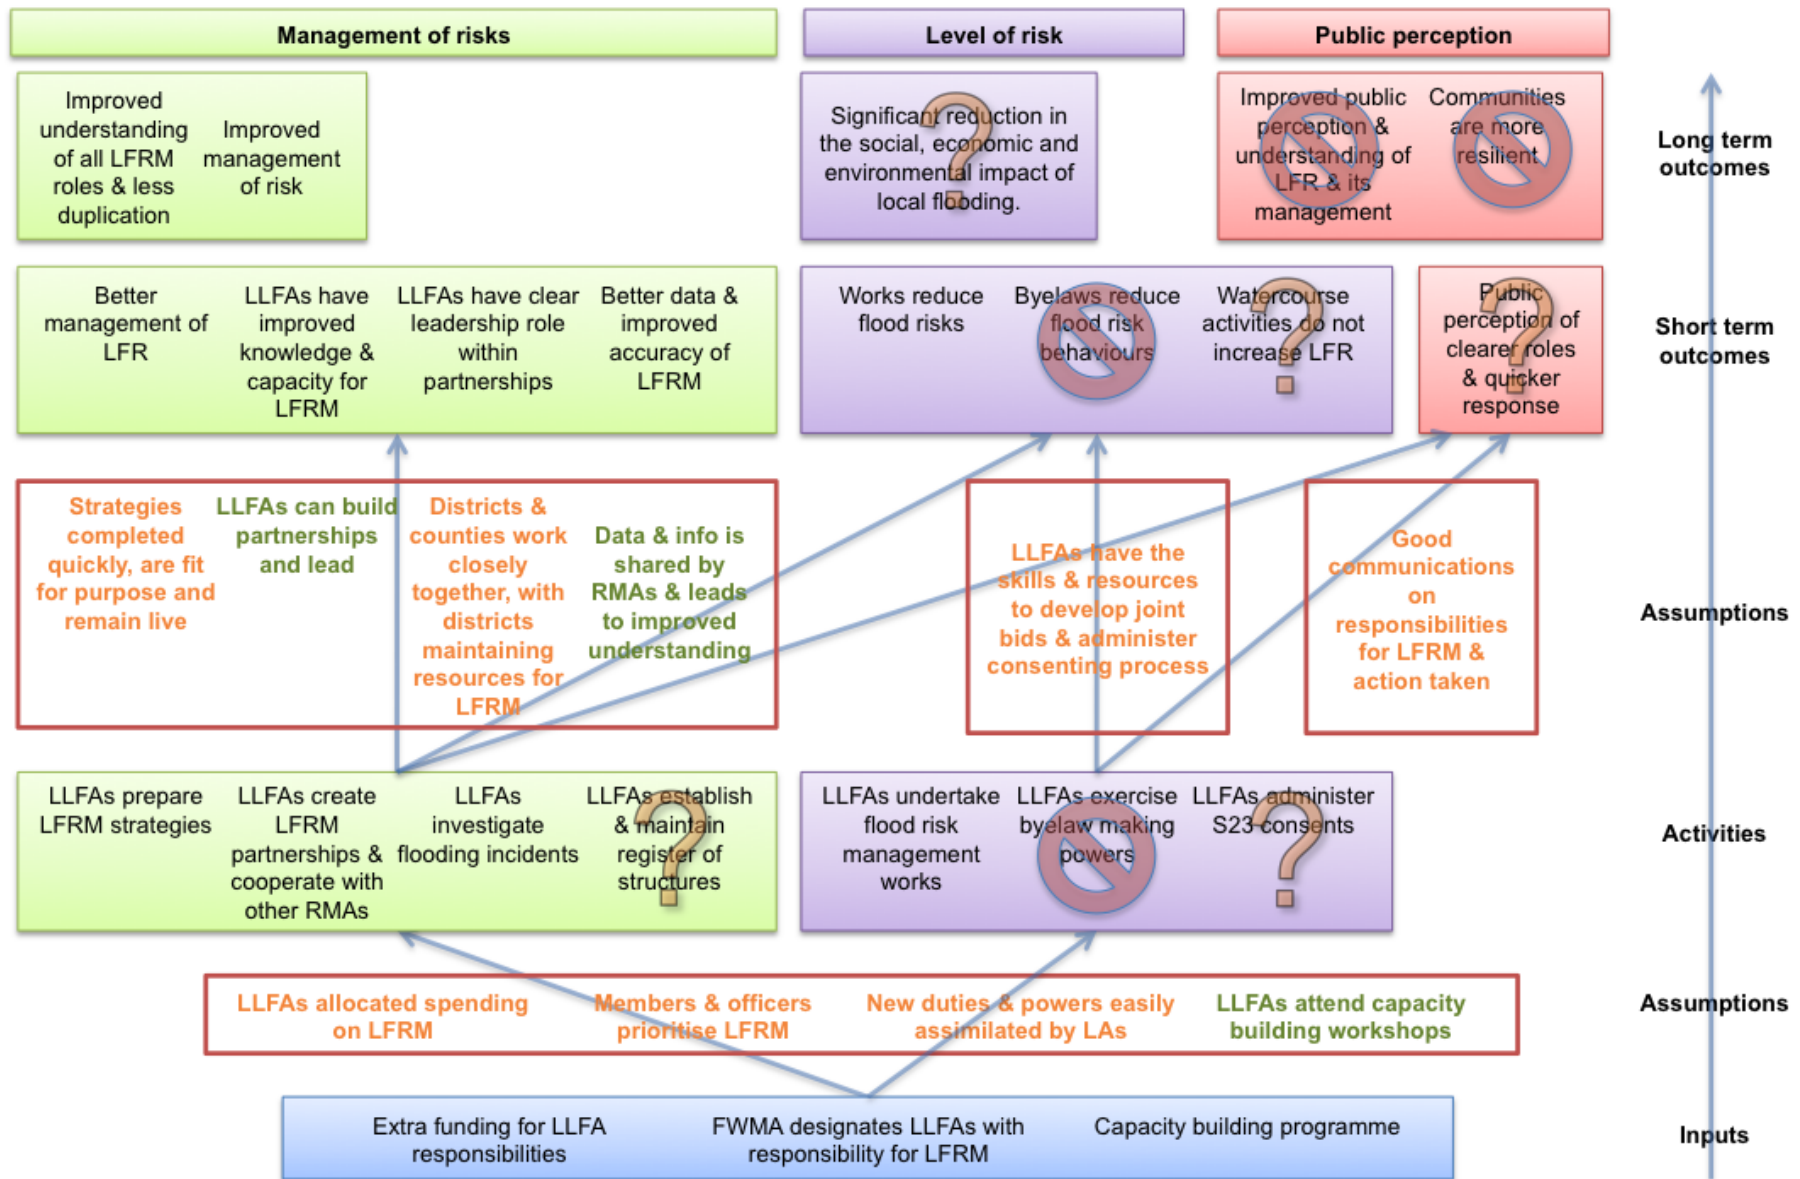 Management of risks
Level of risk
Public perception
Improved
understanding
of all LFRM
roles & less
duplication
Improved
management
of risk
Significant reduction in
the social, economic and
environmental impact of
local flooding.
Improved public
perception &
understanding of
LFR & its
management
Communities
are more
resilient
Long term
outcomes
Better
management of
LFR
LLFAs have
improved
knowledge &
capacity for
LFRM
LLFAs have clear
leadership role
within
partnerships
Better data &
improved
accuracy of
LFRM
Works reduce
flood risks
Byelaws reduce
flood risk
behaviours
Watercourse
activities do not
increase LFR
Public
perception of
clearer roles
& quicker
response
Short term
outcomes
Strategies
completed
quickly, are fit
for purpose and
remain live
LLFAs can build
partnerships
and lead
Districts &
counties work
closely
together, with
districts
maintaining
resources for
LFRM
Data & info is
shared by
RMAs & leads
to improved
understanding
LLFAs have the
skills & resources
to develop joint
bids & administer
consenting process
Good
communications
on
responsibilities
for LFRM &
action taken
Assumptions
LLFAs prepare
LFRM strategies
LLFAs create
LFRM
partnerships &
cooperate with
other RMAs
LLFAs
investigate
flooding incidents
LLFAs establish
& maintain
register of
structures
?
LLFAs undertake
flood risk
management
works
LLFAs exercise
byelaw making
powers
LLFAs administer
S23 consents
?
Activities
LLFAs allocated spending
on LFRM
Members & officers
prioritise LFRM
New duties & powers easily
assimilated by LAs
LLFAs attend capacity
building workshops
Assumptions
Extra funding for LLFA
responsibilities
FWMA designates LLFAs with
responsibility for LFRM
Capacity building programme
Inputs